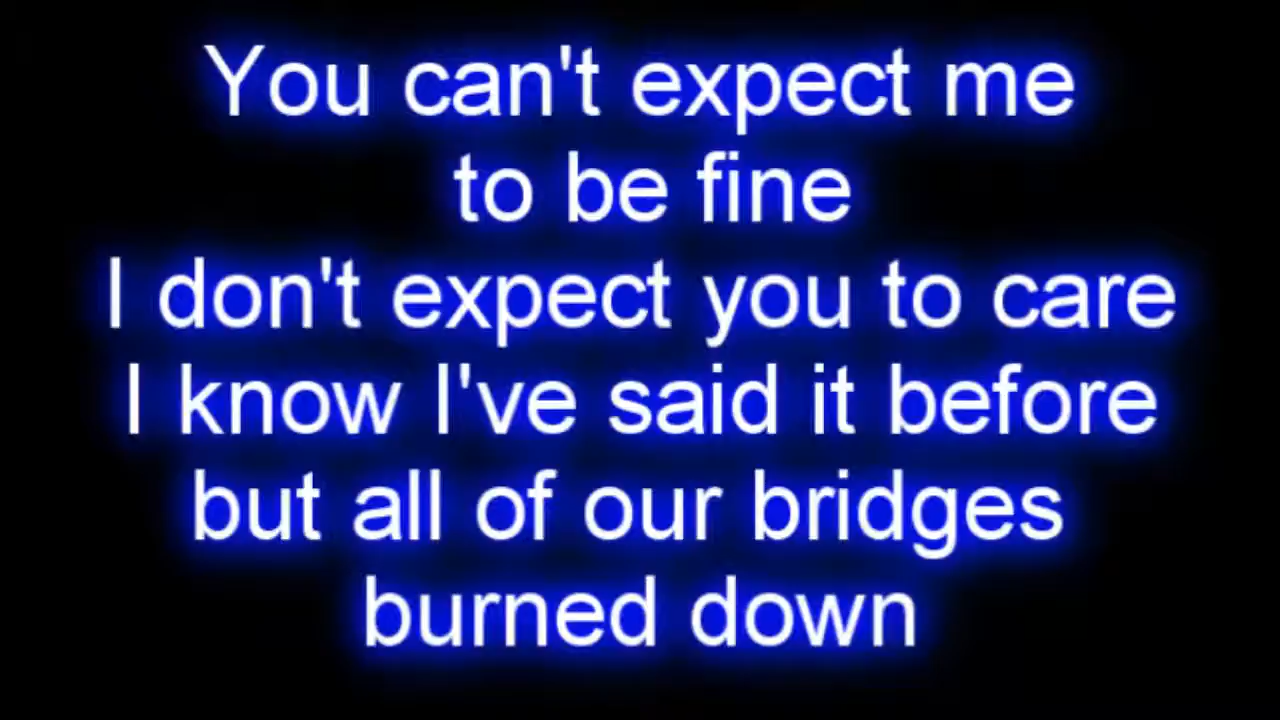 You can't expect me
to be fine
I don't expect you to care
I know I've said it before
but all of our bridges
burned down